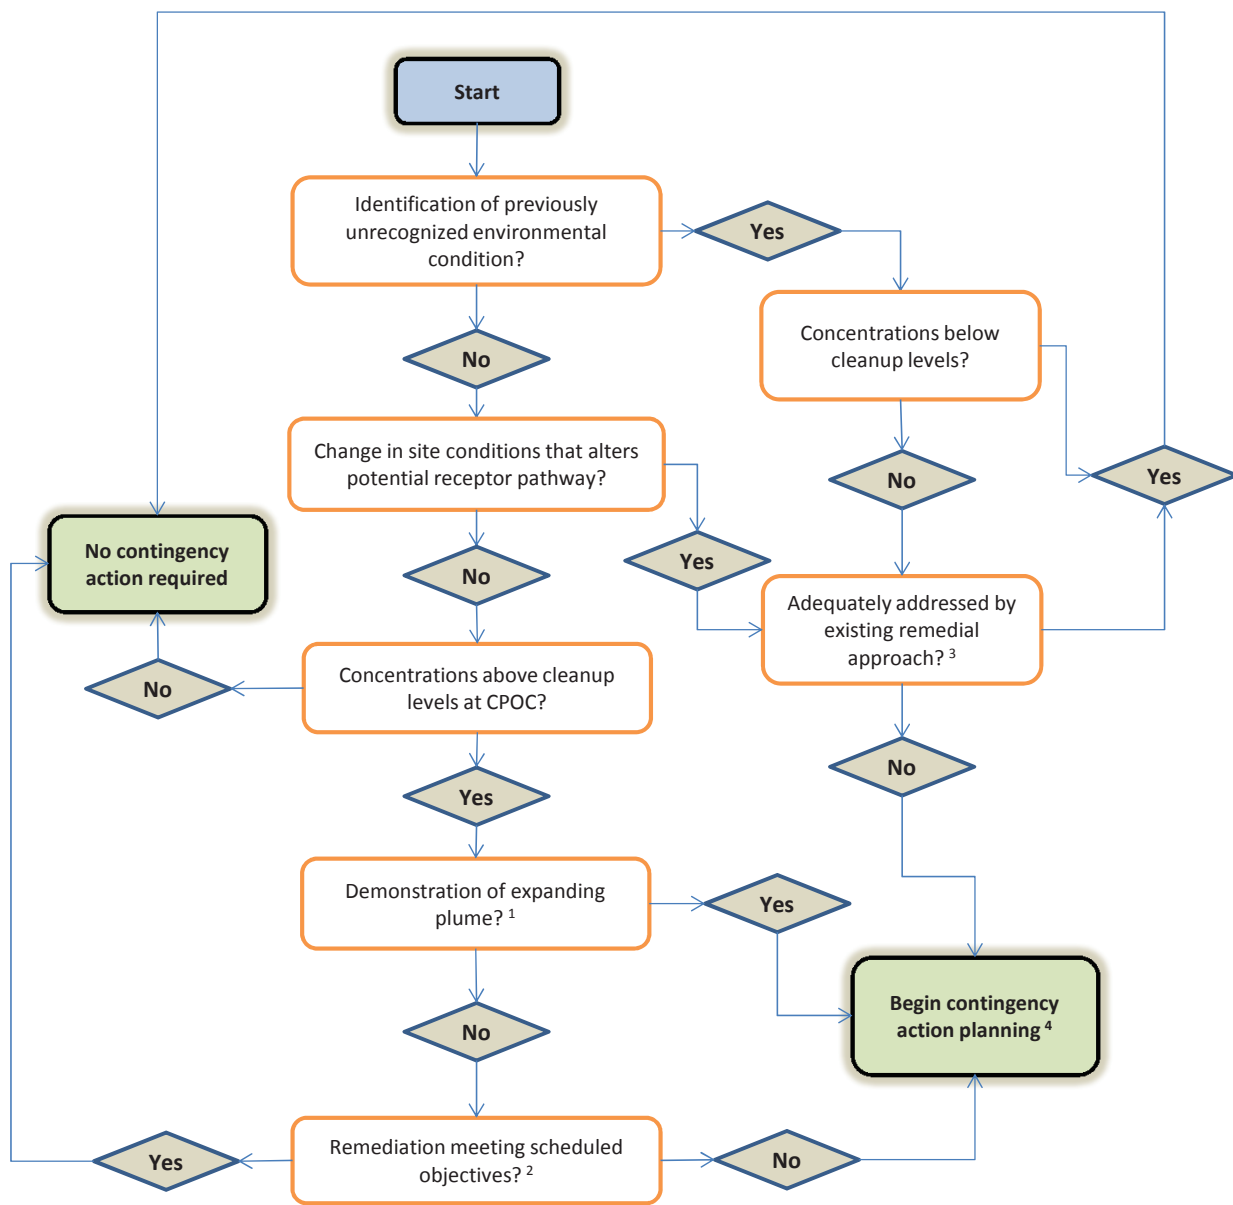 Start
Identification of previously
unrecognized environmental
condition?
Yes
Concentrations below
cleanup levels?
No
Change in site conditions that alters
potential receptor pathway?
No
Yes
No contingency
action required
No
Yes
Adequately addressed by
existing remedial
approach? 3
No
Concentrations above cleanup
levels at CPOC?
No
Yes
Demonstration of expanding
plume? 1
Yes
Begin contingency
action planning 4
No
Yes
Remediation meeting scheduled
objectives? 2
No